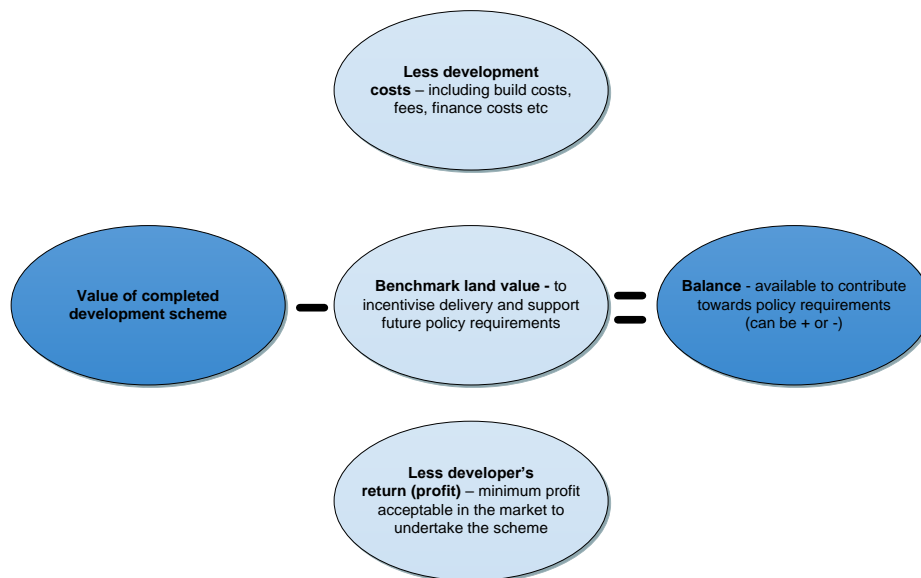 Less development
costs – including build costs,
fees, finance costs etc
Value of completed
development scheme
Benchmark land value - to
incentivise delivery and support
future policy requirements
Balance - available to contribute
towards policy requirements
(can be + or -)
Less developer's
return (profit) – minimum profit
acceptable in the market to
undertake the scheme